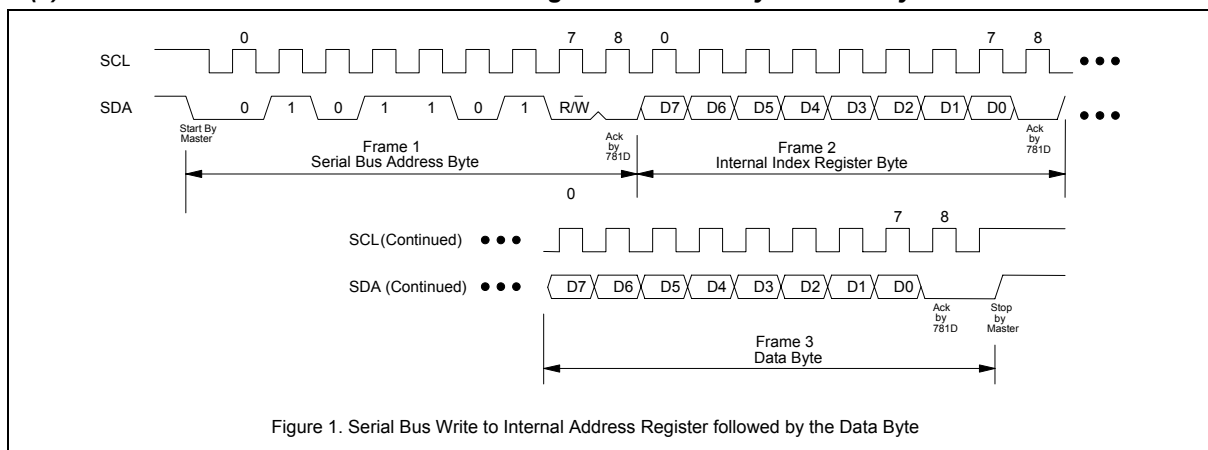 0 7 8 0 7 8
SCL
SDA 0 1 0 1 1 0 1 R/W D7 D6 D5 D4 D3 D2 D1 D0
Start By
Master
Ack
by
781D
Ack
by
781D
Frame 1
Serial Bus Address Byte
Frame 2
Internal Index Register Byte
0
7 8
SCL(Continued)
SDA (Continued) D7 D6 D5 D4 D3 D2 D1 D0
Ack
by
781D
Stop
by
Master
Frame 3
Data Byte
Figure 1. Serial Bus Write to Internal Address Register followed by the Data Byte